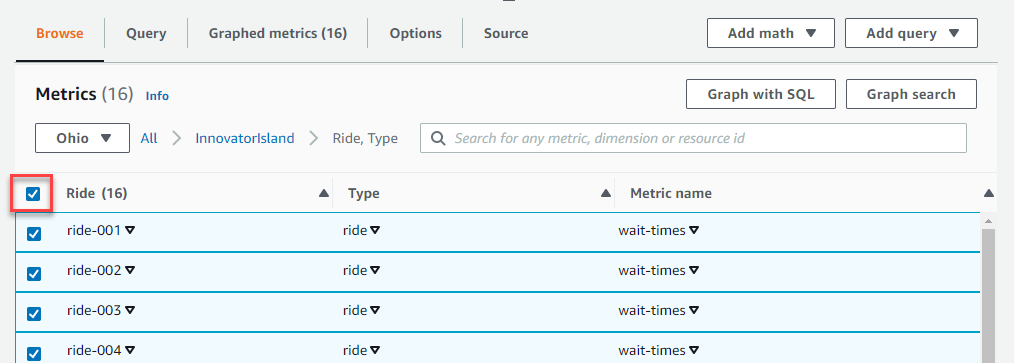 Browse Query Graphed metrics (16) Options Source Add math Add query
Metrics (16) Info Graph with SQL Graph search
Ohio All InnovatorIsland Ride, Type Search for any metric, dimension or resource id
Ride (16) Type Metric name
ride-001 ride wait-times
ride-002 ride wait-times
ride-003 ride wait-times
ride-004 ride wait-times